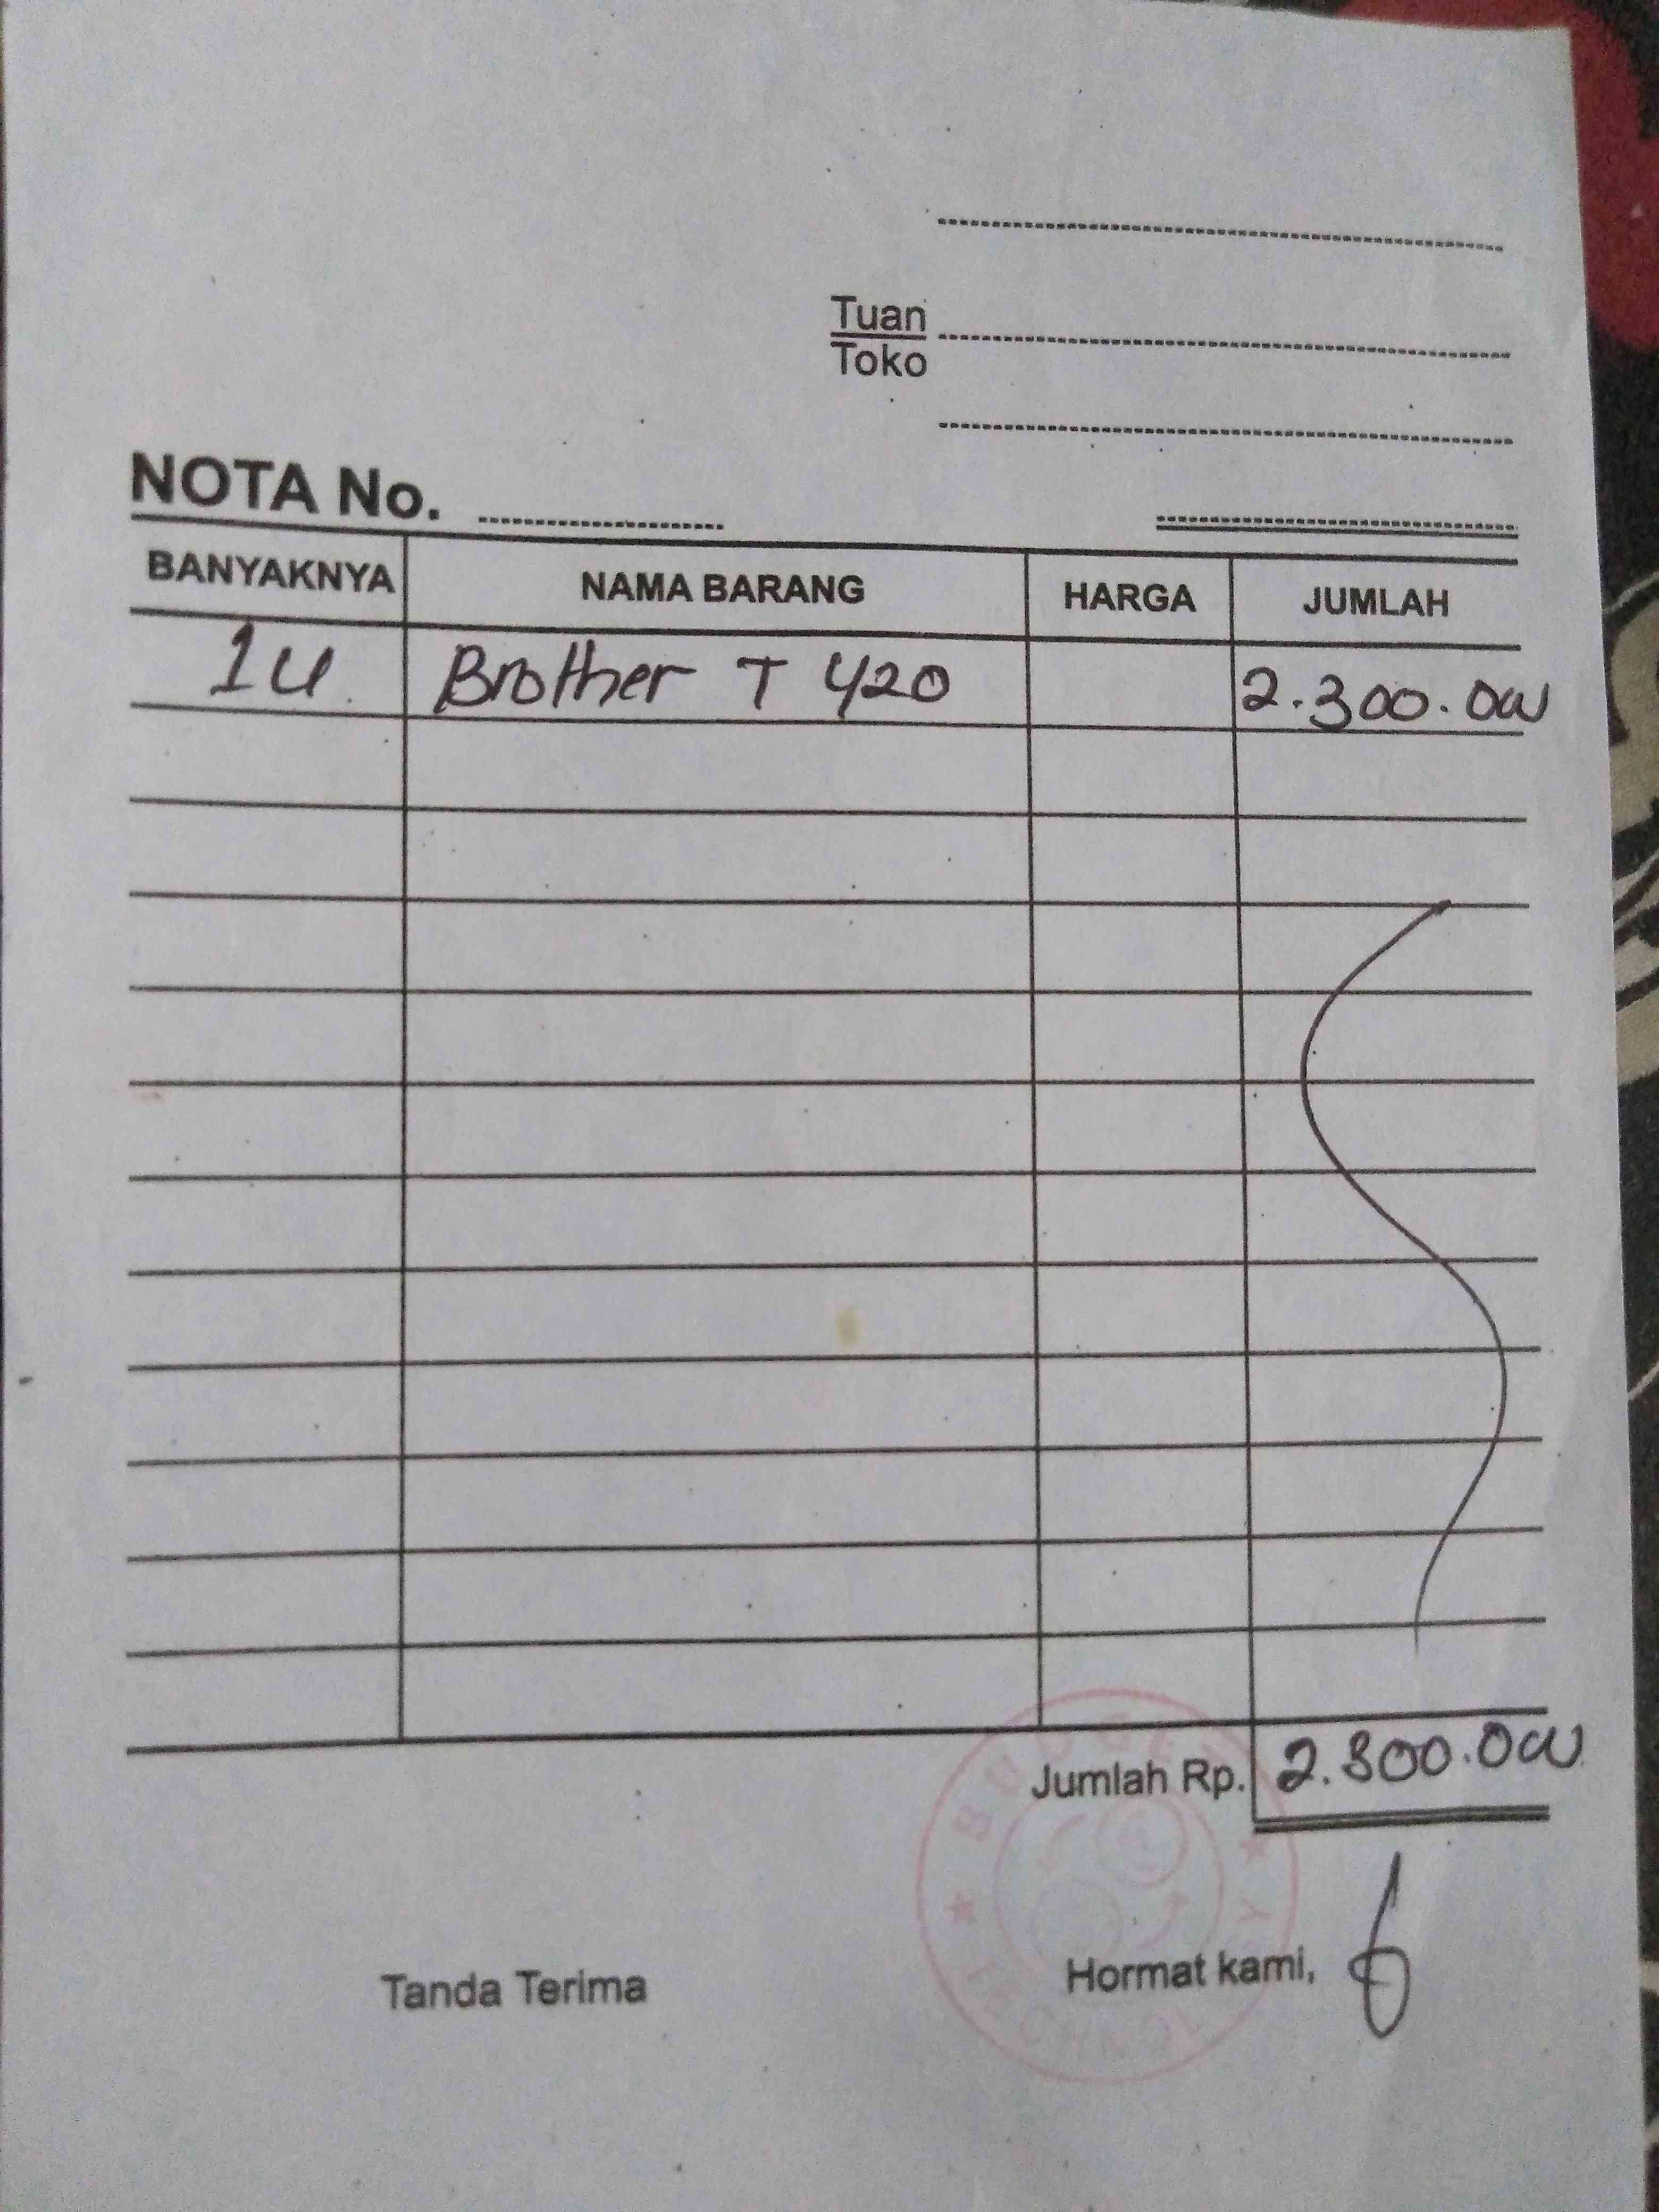 Tuan
Toko
NOTA No.
BANYAKNYA NAMA BARANG HARGA JUMLAH
1 U Brother T 420 2.300.000
Jumlah Rp. 2.300.000
Tanda Terima Hormat kami,